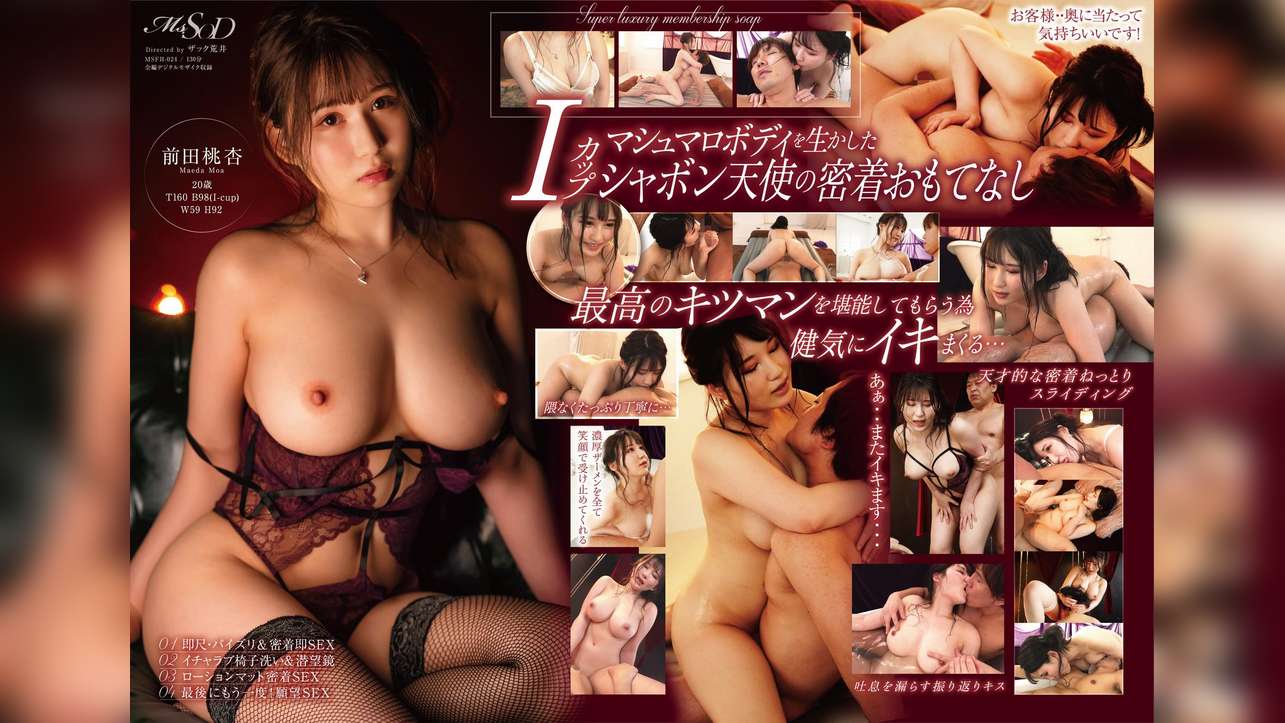 MsSOD
Directed by ザック荒井
MSFH-024 / 130分
全編デジタルモザイク収録
前田桃杏
Maeda Moa
20歳
T160 B98(I-cup)
W59 H92
01 即尺・パイズリ&密着即SEX
02 イチャラブ椅子洗い&潜望鏡
03 ローションマット密着SEX
04 最後にもう一度!願望SEX
Super luxury membership soap
お客様‥奥に当たって
気持ちいいです!
Iカップマシュマロボディを生かした
シャボン天使の密着おもてなし
最高のキツマンを堪能してもらう為
健気にイキまくる…
隈なくたっぷり丁寧に…
天才的な密着ねっとり
スライディング
濃厚ザーメンを全て
笑顔で受け止めてくれる
あぁ‥またイキます‥‥
吐息を漏らす振り返りキス